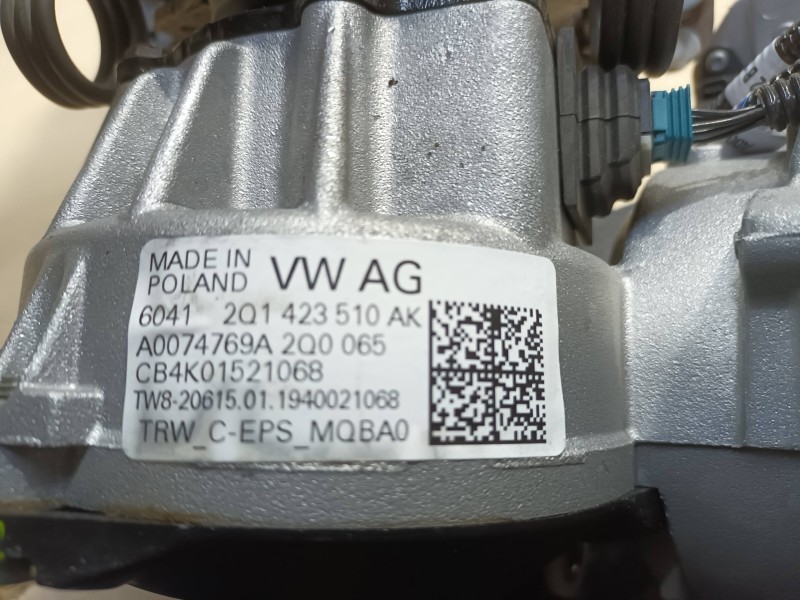 MADE IN
POLAND VW AG
6041 2Q1 423 510 AK
A0074769A 2Q0 065
CB4K01521068
TW8-20615.01.1940021068
TRW_C-EPS_MQBA0